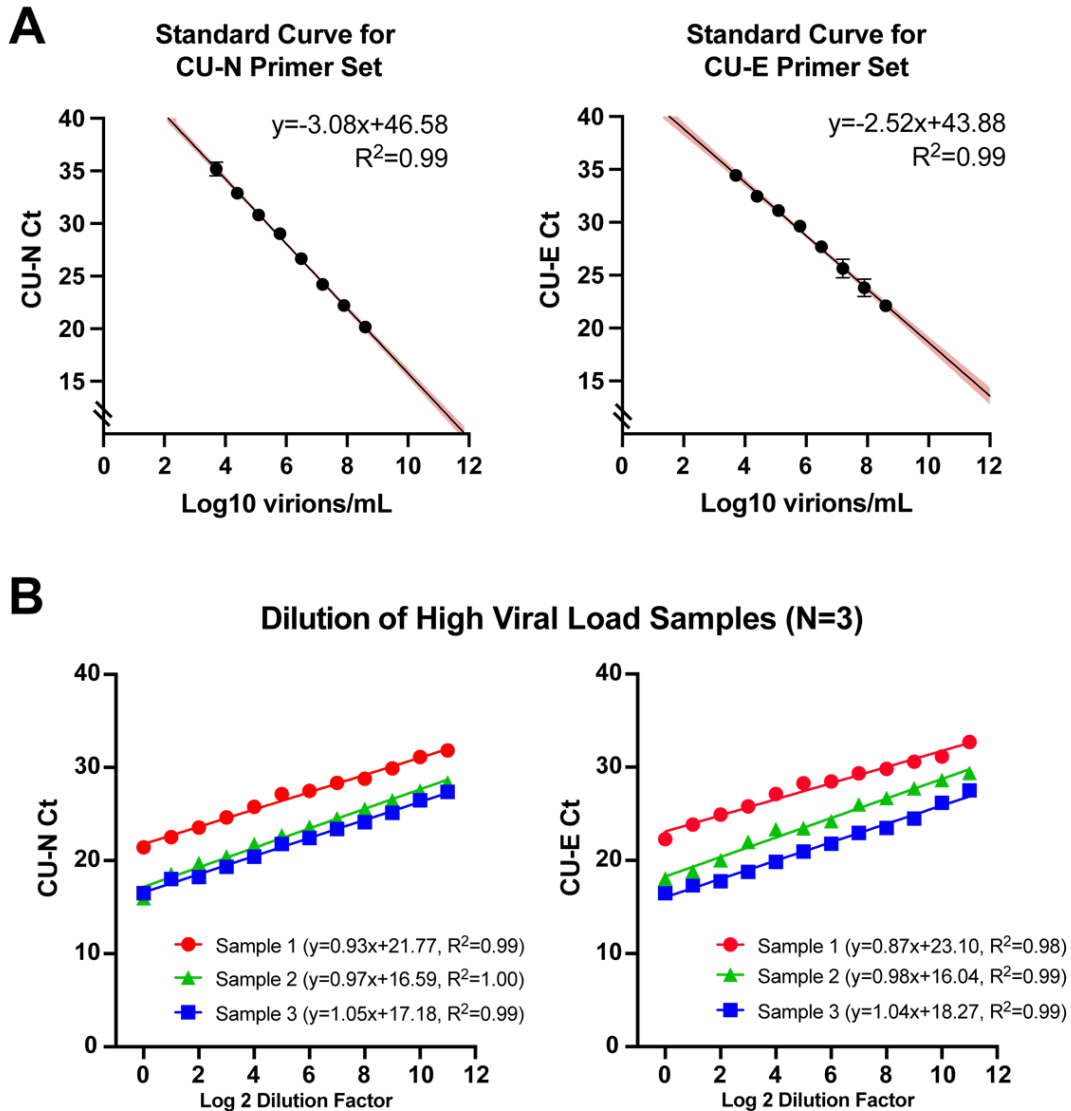 A
Standard Curve for
CU-N Primer Set
y=-3.08x+46.58
R²=0.99
40
35
30
25
20
15
CU-N Ct
0 2 4 6 8 10 12
Log10 virions/mL
Standard Curve for
CU-E Primer Set
y=-2.52x+43.88
R²=0.99
40
35
30
25
20
15
CU-E Ct
0 2 4 6 8 10 12
Log10 virions/mL
B
Dilution of High Viral Load Samples (N=3)
40
30
20
10
0
CU-N Ct
Sample 1 (y=0.93x+21.77, R²=0.99)
Sample 2 (y=0.97x+16.59, R²=1.00)
Sample 3 (y=1.05x+17.18, R²=0.99)
0 2 4 6 8 10 12
Log 2 Dilution Factor
40
30
20
10
0
CU-E Ct
Sample 1 (y=0.87x+23.10, R²=0.98)
Sample 2 (y=0.98x+16.04, R²=0.99)
Sample 3 (y=1.04x+18.27, R²=0.99)
0 2 4 6 8 10 12
Log 2 Dilution Factor